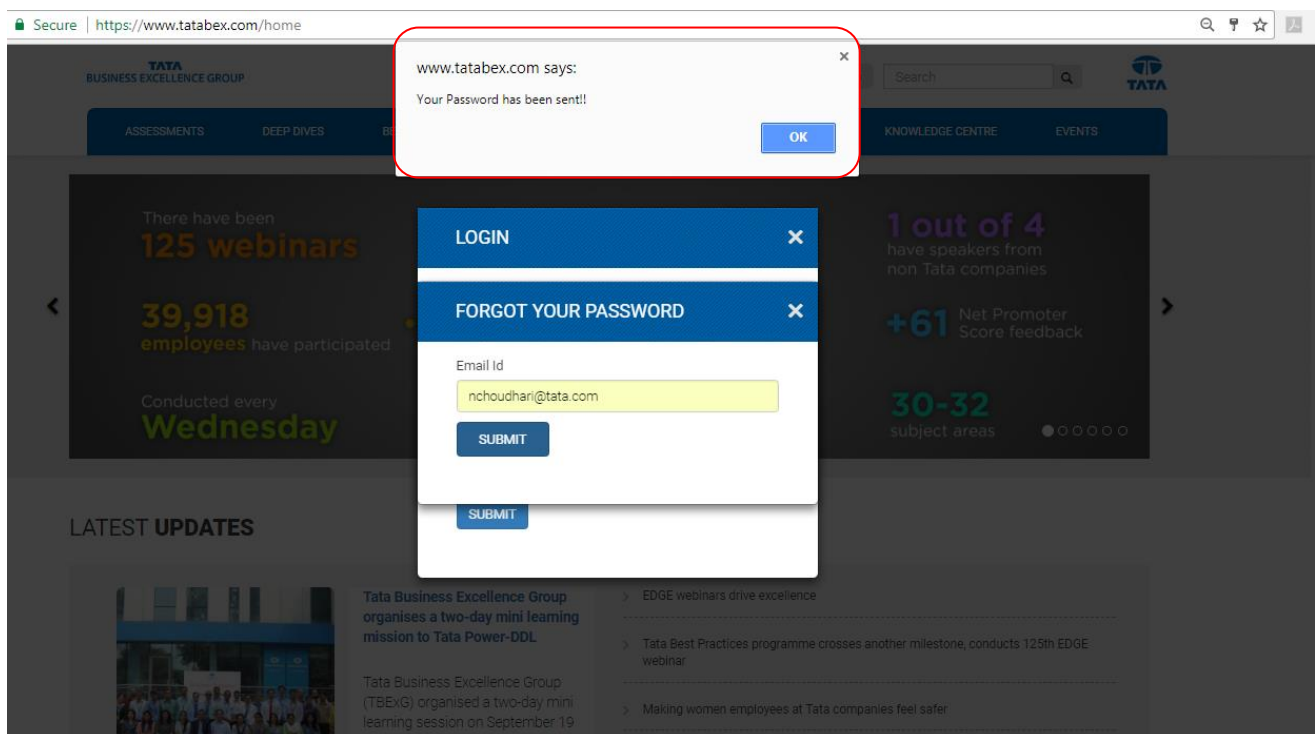 Secure | https://www.tatabex.com/home
www.tatabex.com says:
×
Your Password has been sent!!
OK
TATA
BUSINESS EXCELLENCE GROUP
Search
TATA
ASSESSMENTS DEEP DIVES BE KNOWLEDGE CENTRE EVENTS
There have been
125 webinars
39,918
employees have participated
Conducted every
Wednesday
1 out of 4
have speakers from
non Tata companies
+61 Net Promoter
Score feedback
30-32
subject areas
LOGIN ×
FORGOT YOUR PASSWORD ×
Email Id
nchoudhari@tata.com
SUBMIT
SUBMIT
LATEST UPDATES
Tata Business Excellence Group
organises a two-day mini learning
mission to Tata Power-DDL
Tata Business Excellence Group
(TBExG) organised a two-day mini
learning session on September 19
> EDGE webinars drive excellence
> Tata Best Practices programme crosses another milestone, conducts 125th EDGE
webinar
> Making women employees at Tata companies feel safer